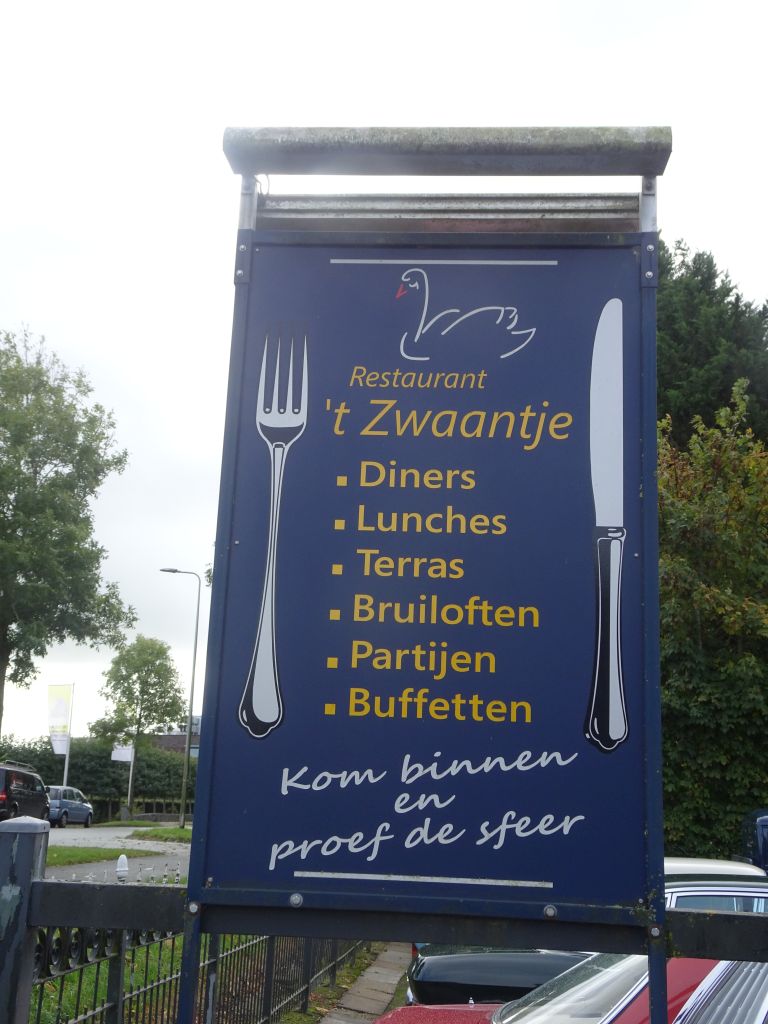 Restaurant
't Zwaantje
Diners
Lunches
Terras
Bruiloften
Partijen
Buffetten
Kom binnen
en
proef de sfeer